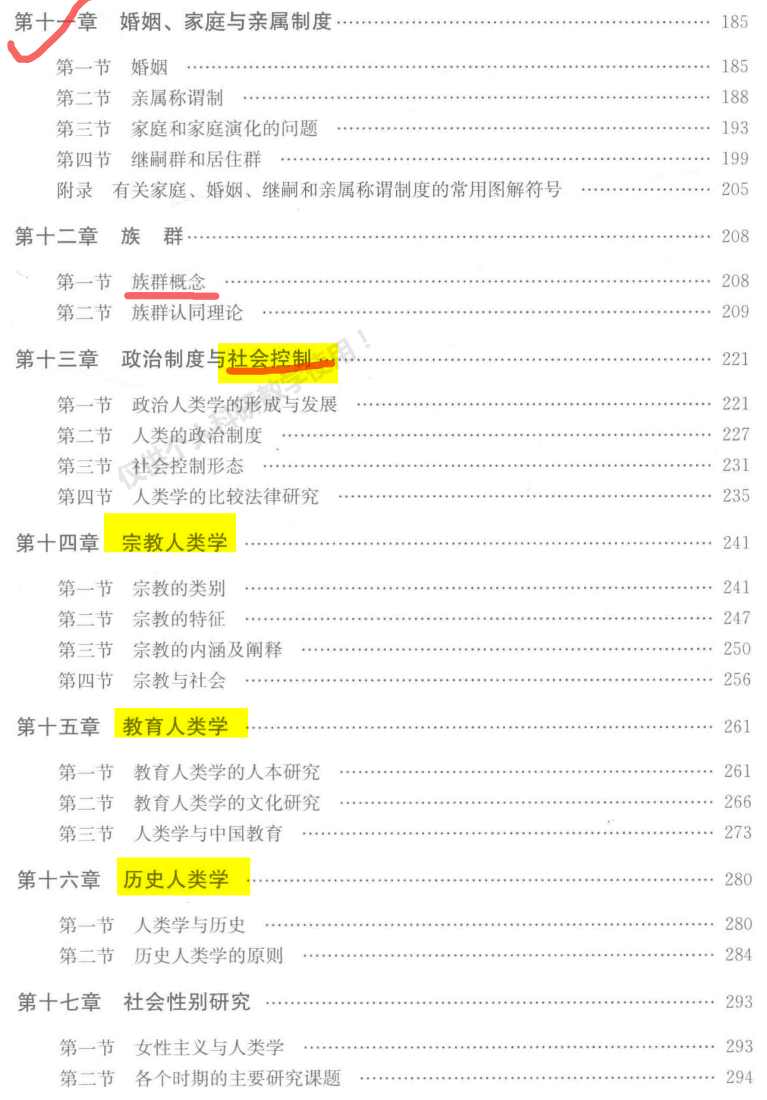 第十一章 婚姻、家庭与亲属制度 185
第一节 婚姻 185
第二节 亲属称谓制 188
第三节 家庭和家庭演化的问题 193
第四节 继嗣群和居住群 199
附录 有关家庭、婚姻、继嗣和亲属称谓制度的常用图解符号 205
第十二章 族 群 208
第一节 族群概念 208
第二节 族群认同理论 209
第十三章 政治制度与社会控制 221
第一节 政治人类学的形成与发展 221
第二节 人类的政治制度 227
第三节 社会控制形态 231
第四节 人类学的比较法律研究 235
仅供个人科研教学使用!
第十四章 宗教人类学 241
第一节 宗教的类别 241
第二节 宗教的特征 247
第三节 宗教的内涵及阐释 250
第四节 宗教与社会 256
第十五章 教育人类学 261
第一节 教育人类学的人本研究 261
第二节 教育人类学的文化研究 266
第三节 人类学与中国教育 273
第十六章 历史人类学 280
第一节 人类学与历史 280
第二节 历史人类学的原则 284
第十七章 社会性别研究 293
第一节 女性主义与人类学 293
第二节 各个时期的主要研究课题 294